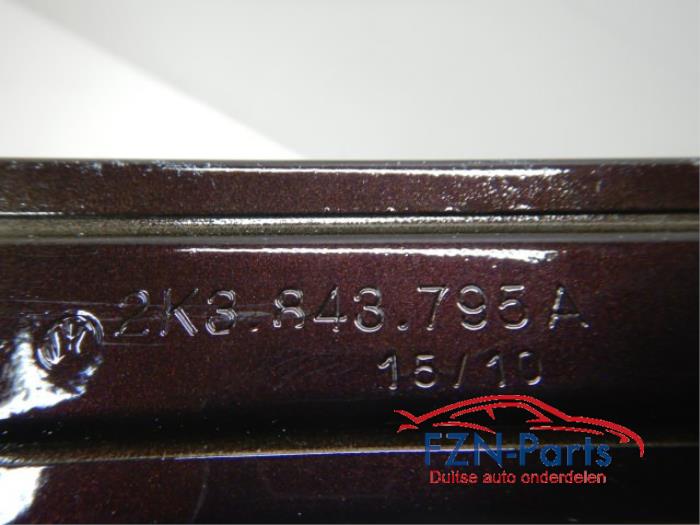 2K3.843.795 A
15/10
FZN-Parts
Duitse auto onderdelen